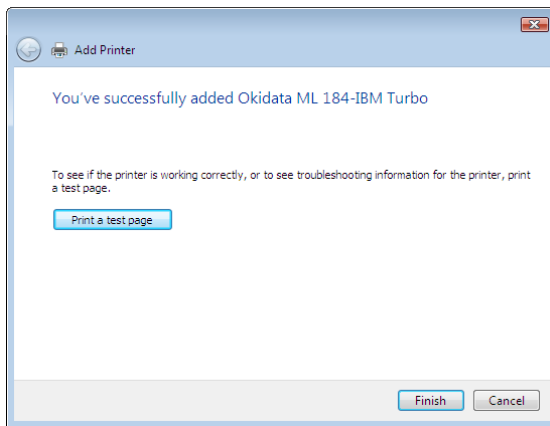 Add Printer
You've successfully added Okidata ML 184-IBM Turbo
To see if the printer is working correctly, or to see troubleshooting information for the printer, print
a test page.
Print a test page
Finish
Cancel